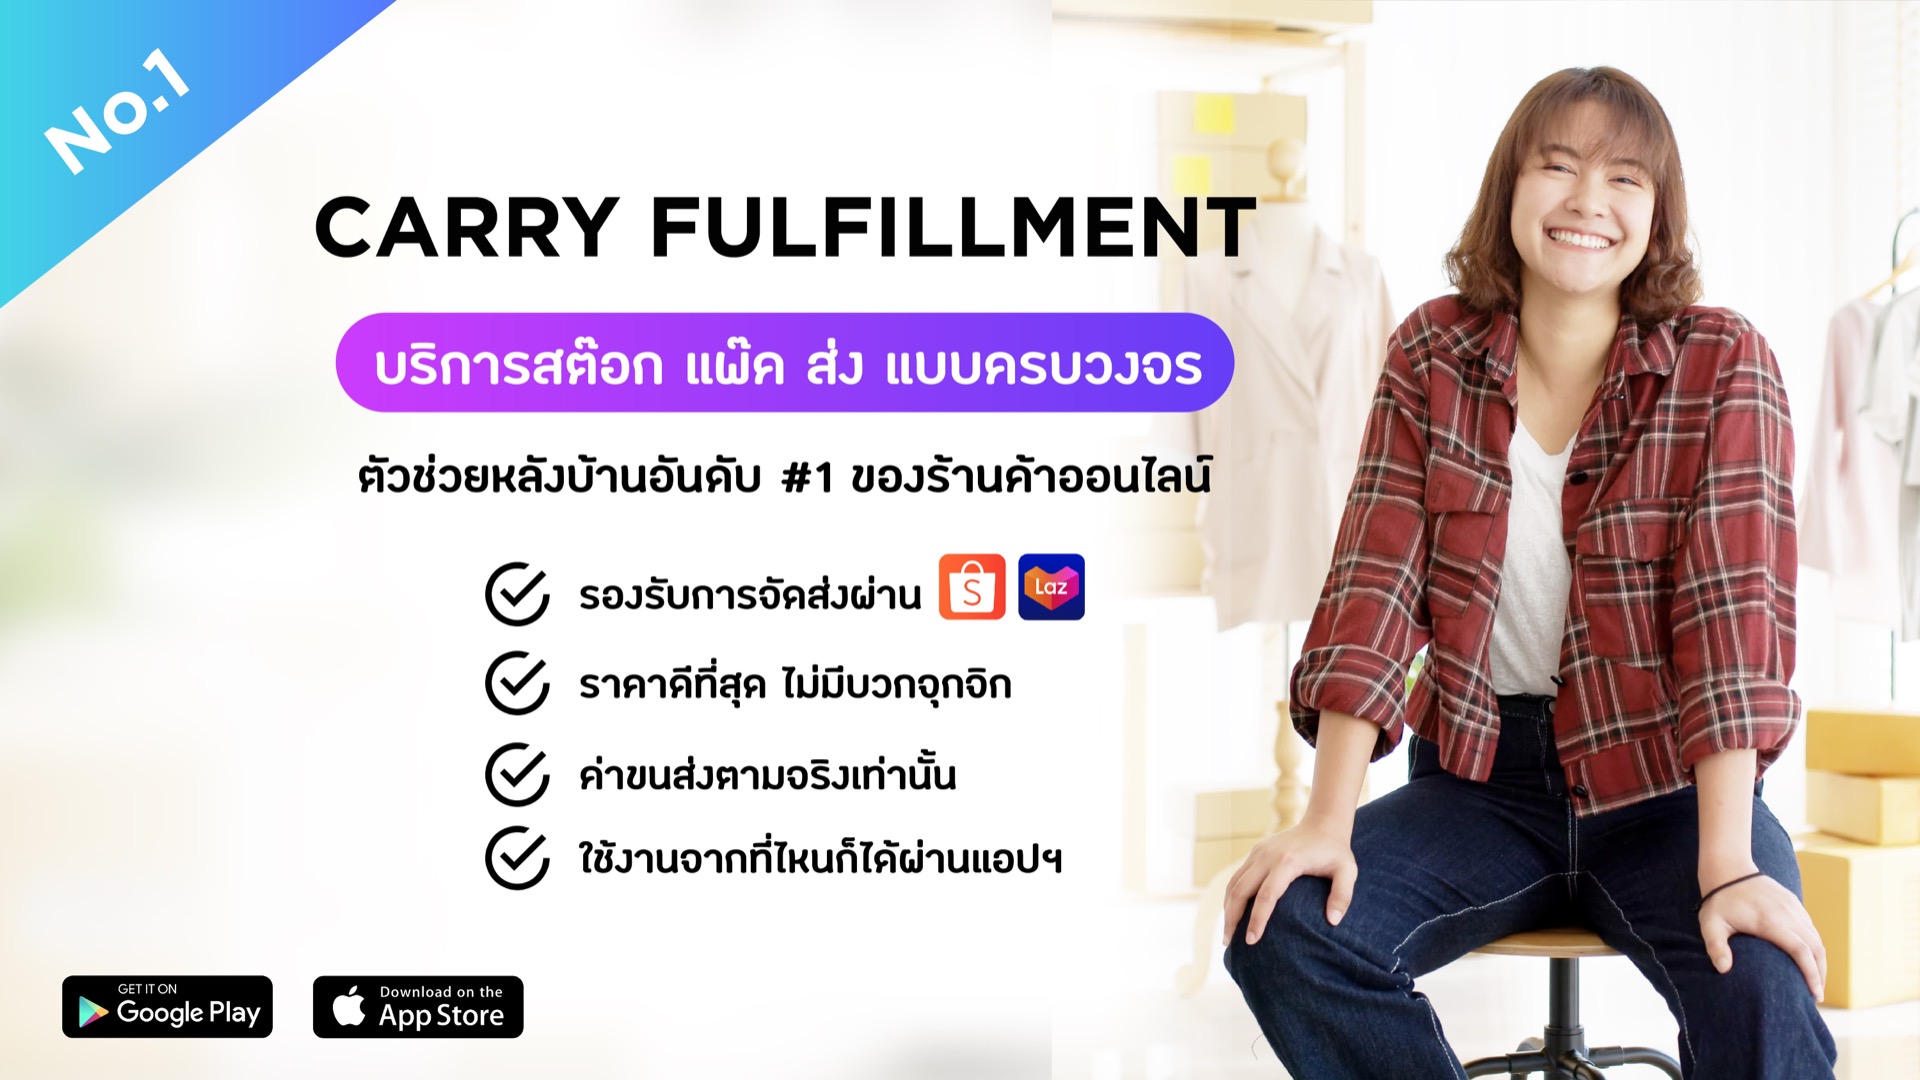 No.1
CARRY FULFILLMENT
บริการสต๊อก แพ๊ค ส่ง แบบครบวงจร
ตัวช่วยหลังบ้านอันดับ #1 ของร้านค้าออนไลน์
รองรับการจัดส่งผ่าน S Laz
ราคาดีที่สุด ไม่มีบวกจุกจิก
ค่าขนส่งตามจริงเท่านั้น
ใช้งานจากที่ไหนก็ได้ผ่านแอปฯ
GET IT ON
Google Play
Download on the
App Store